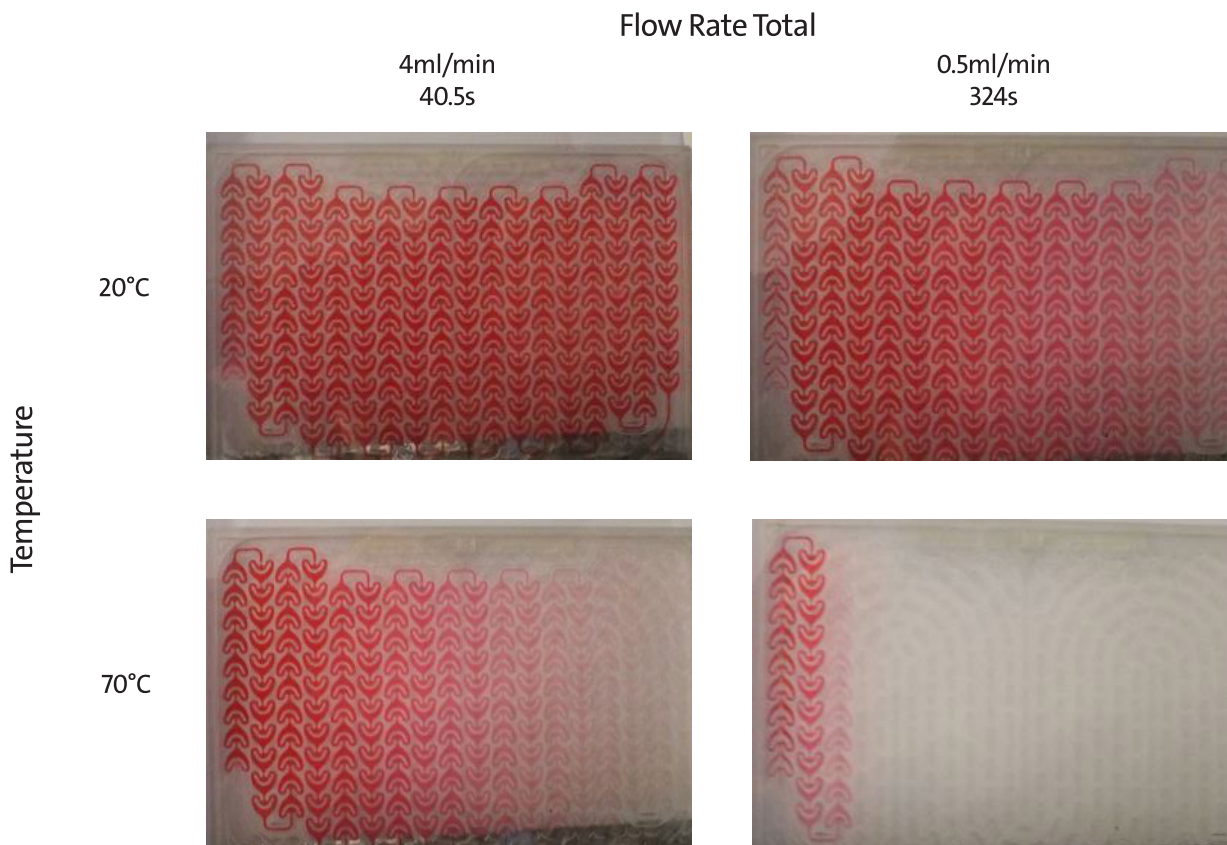 Flow Rate Total
4ml/min
40.5s
0.5ml/min
324s
Temperature
20°C
70°C